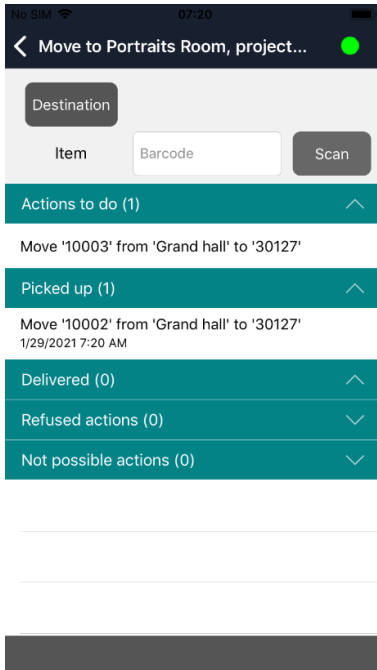 No SIM 07:20
Move to Portraits Room, project...
Destination
Item Barcode Scan
Actions to do (1)
Move '10003' from 'Grand hall' to '30127'
Picked up (1)
Move '10002' from 'Grand hall' to '30127'
1/29/2021 7:20 AM
Delivered (0)
Refused actions (0)
Not possible actions (0)